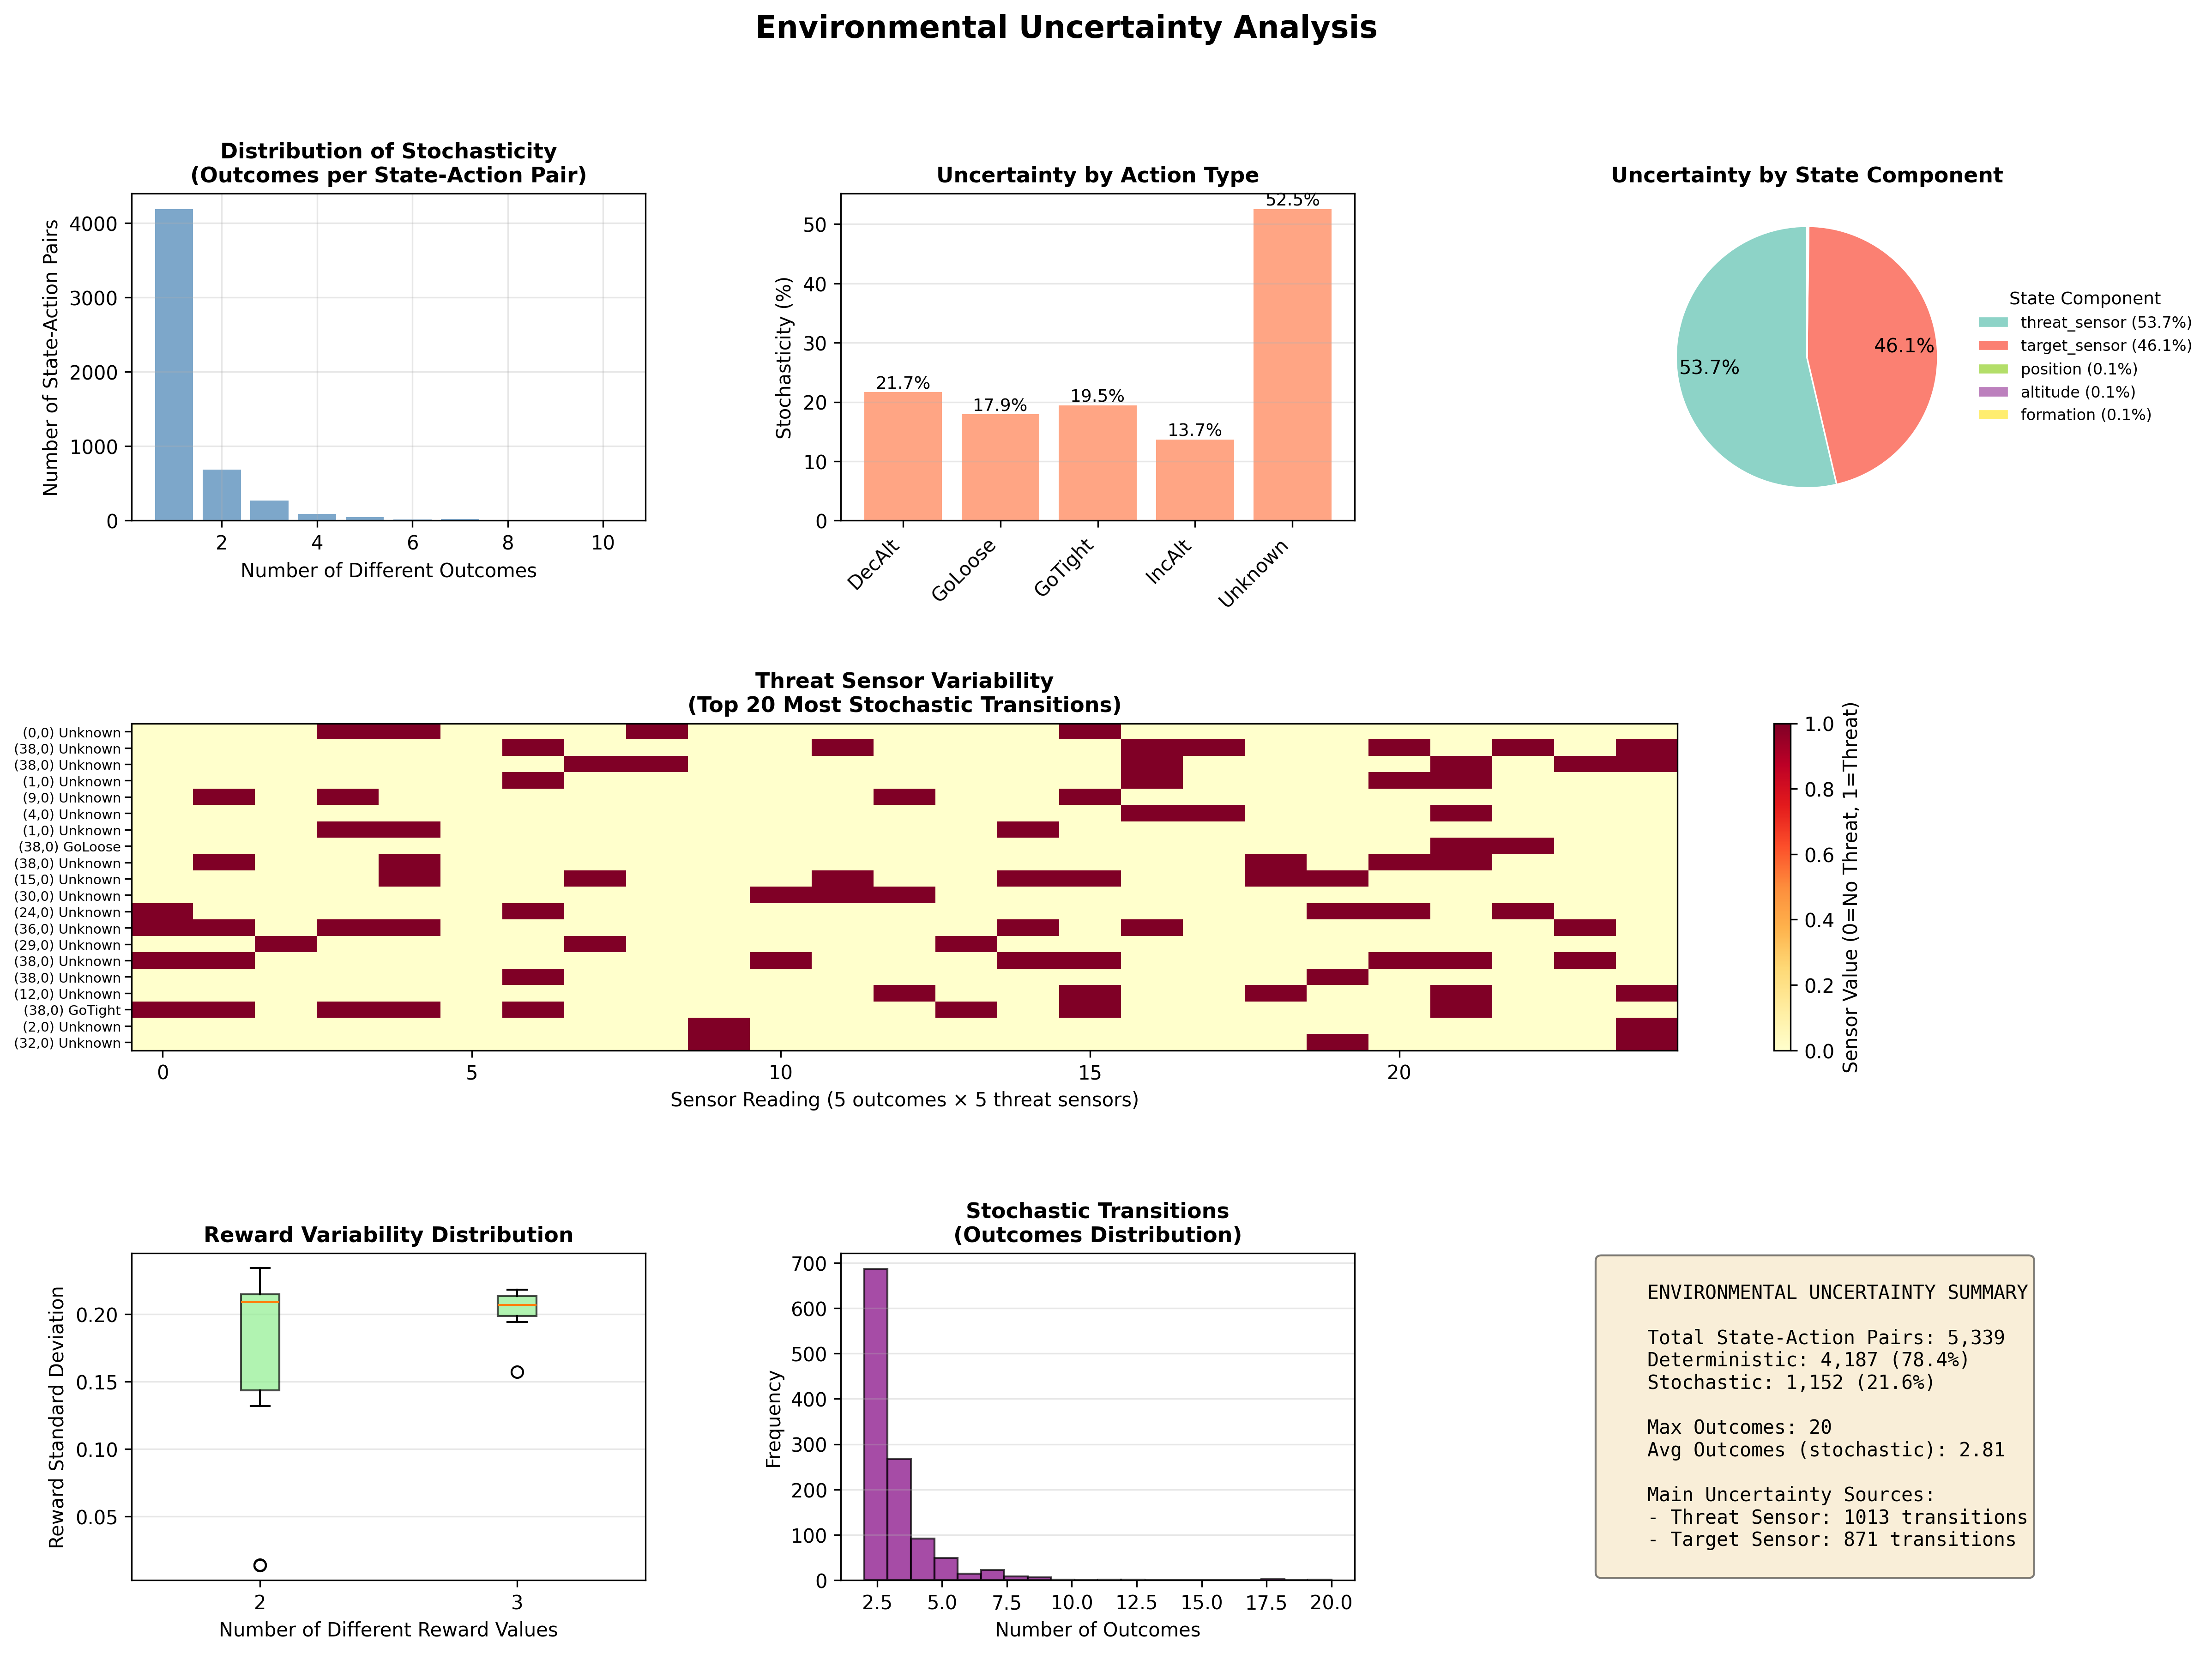 Environmental Uncertainty Analysis
Distribution of Stochasticity
(Outcomes per State-Action Pair)
Number of State-Action Pairs
4000
3000
2000
1000
0
2
4
6
8
10
Number of Different Outcomes
Uncertainty by Action Type
Stochasticity (%)
50
40
30
20
10
0
21.7%
17.9%
19.5%
13.7%
52.5%
DecAlt
GoLoose
GoTight
IncAlt
Unknown
Uncertainty by State Component
53.7%
46.1%
State Component
threat_sensor (53.7%)
target_sensor (46.1%)
position (0.1%)
altitude (0.1%)
formation (0.1%)
Threat Sensor Variability
(Top 20 Most Stochastic Transitions)
(0,0) Unknown
(38,0) Unknown
(38,0) Unknown
(1,0) Unknown
(9,0) Unknown
(4,0) Unknown
(1,0) Unknown
(38,0) GoLoose
(38,0) Unknown
(15,0) Unknown
(30,0) Unknown
(24,0) Unknown
(36,0) Unknown
(29,0) Unknown
(38,0) Unknown
(38,0) Unknown
(12,0) Unknown
(38,0) GoTight
(2,0) Unknown
(32,0) Unknown
0
5
10
15
20
Sensor Reading (5 outcomes × 5 threat sensors)
1.0
0.8
0.6
0.4
0.2
0.0
Sensor Value (0=No Threat, 1=Threat)
Reward Variability Distribution
Reward Standard Deviation
0.20
0.15
0.10
0.05
2
3
Number of Different Reward Values
Stochastic Transitions
(Outcomes Distribution)
Frequency
700
600
500
400
300
200
100
0
2.5
5.0
7.5
10.0
12.5
15.0
17.5
20.0
Number of Outcomes
ENVIRONMENTAL UNCERTAINTY SUMMARY
Total State-Action Pairs: 5,339
Deterministic: 4,187 (78.4%)
Stochastic: 1,152 (21.6%)
Max Outcomes: 20
Avg Outcomes (stochastic): 2.81
Main Uncertainty Sources:
- Threat Sensor: 1013 transitions
- Target Sensor: 871 transitions